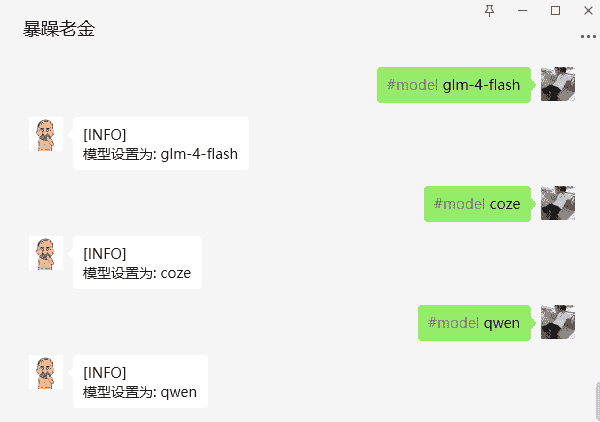 暴躁老金
#model glm-4-flash
[INFO]
模型设置为: glm-4-flash
#model coze
[INFO]
模型设置为: coze
#model qwen
[INFO]
模型设置为: qwen